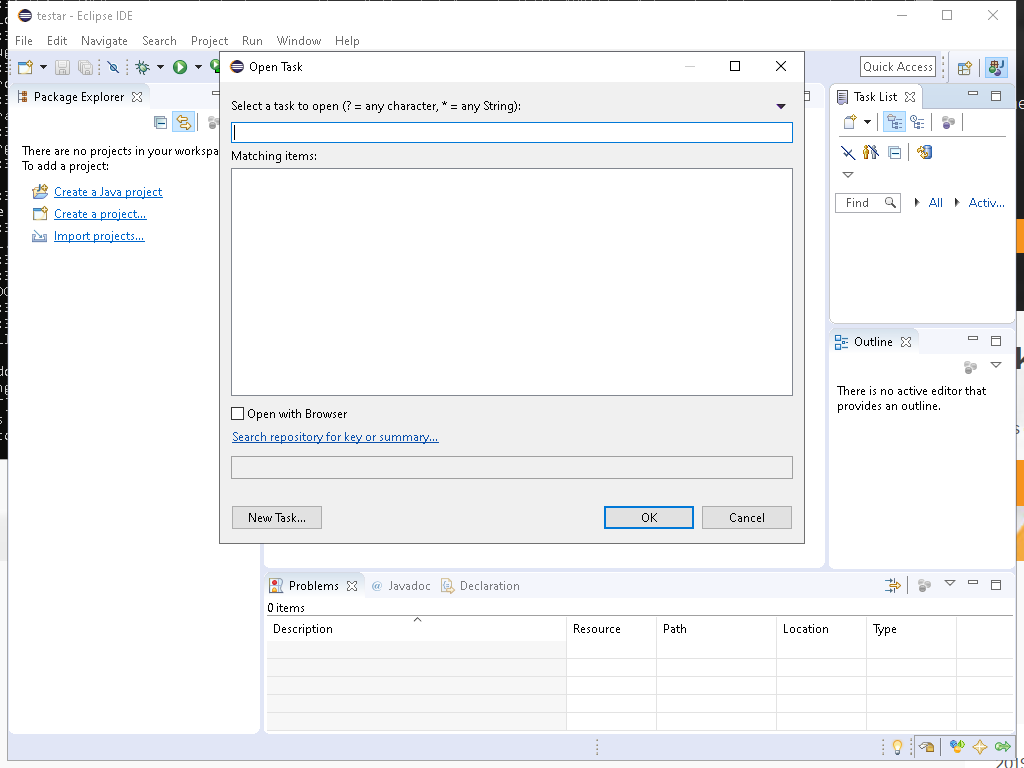 testar - Eclipse IDE
File Edit Navigate Search Project Run Window Help
Quick Access
Package Explorer
There are no projects in your workspa
To add a project:
Create a Java project
Create a project...
Import projects...
Open Task
Select a task to open (? = any character, * = any String):
Matching items:
Open with Browser
Search repository for key or summary...
New Task...
OK
Cancel
Task List
Find
All
Activ...
Outline
There is no active editor that
provides an outline.
Problems
@ Javadoc
Declaration
0 items
Description Resource Path Location Type
2019